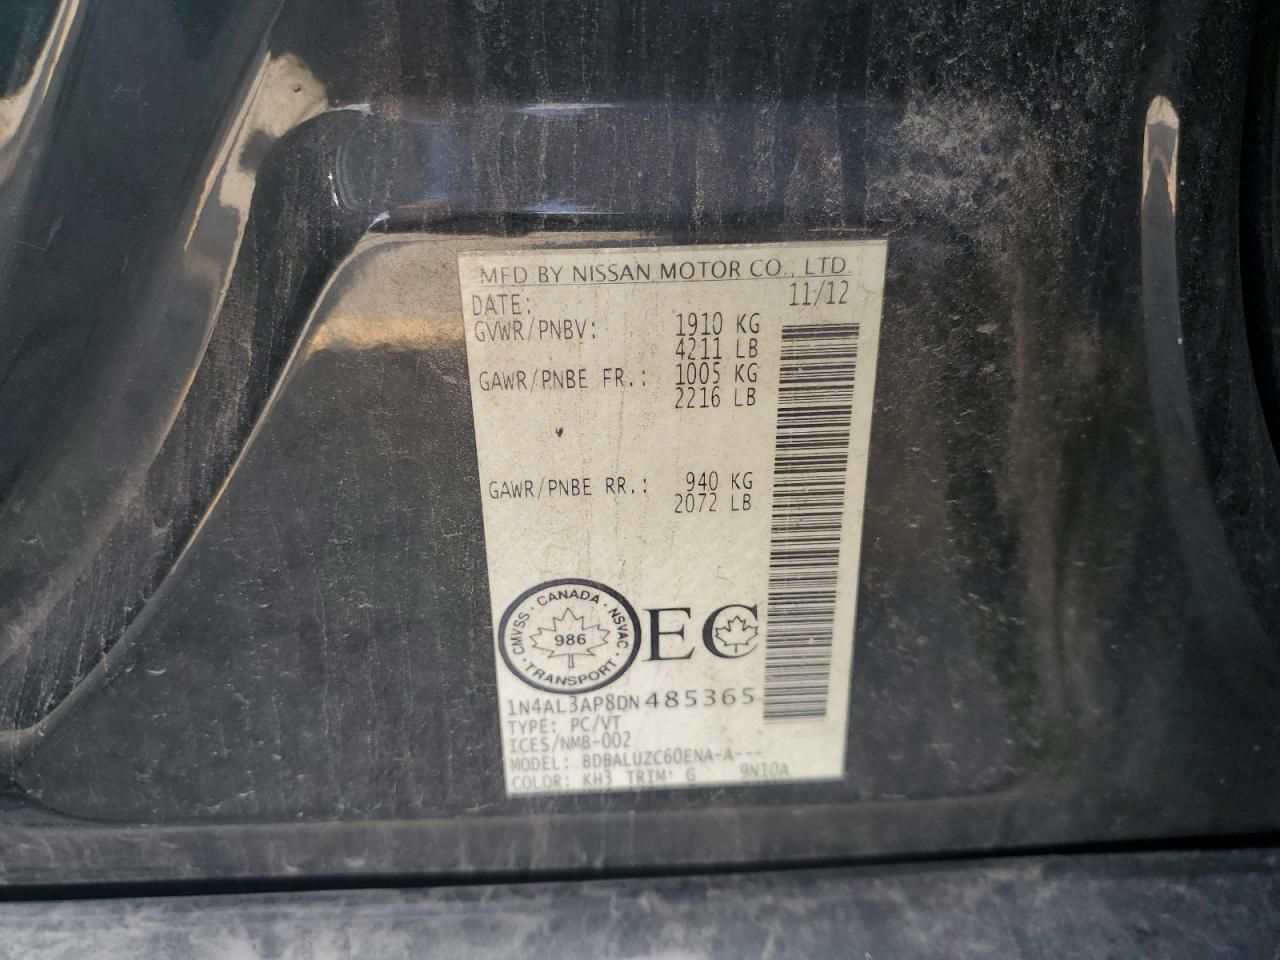 MFD BY NISSAN MOTOR CO., LTD.
DATE: 11/12
GVWR/PNBV: 1910 KG
4211 LB
GAWR/PNBE FR.: 1005 KG
2216 LB
GAWR/PNBE RR.: 940 KG
2072 LB
CMVSS · CANADA · NSVAC · TRANSPORT ·
986
EC
1N4AL3AP8DN485365
TYPE: PC/VT
ICES/NMB-002
MODEL: BDBALUZC60ENA-A---
COLOR: KH3 TRIM: G 9N10A